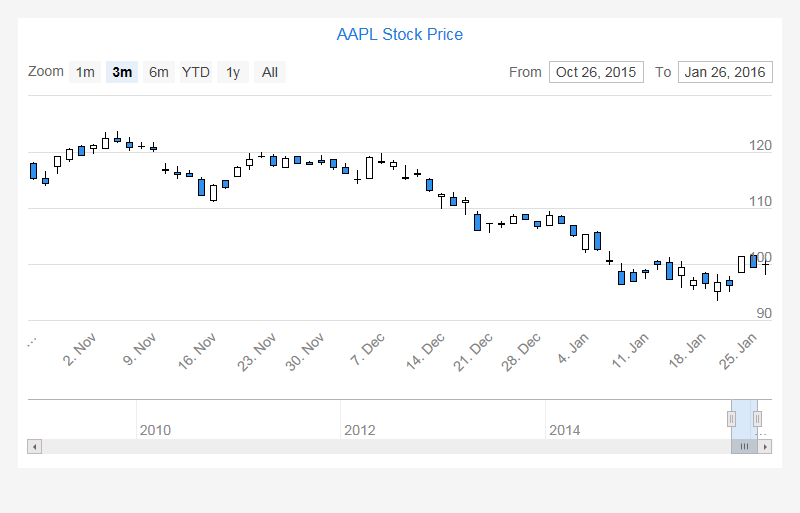 AAPL Stock Price
Zoom 1m 3m 6m YTD 1y All From Oct 26, 2015 To Jan 26, 2016
120
110
100
90
... 2. Nov 9. Nov 16. Nov 23. Nov 30. Nov 7. Dec 14. Dec 21. Dec 28. Dec 4. Jan 11. Jan 18. Jan 25. Jan
2010 2012 2014 ...